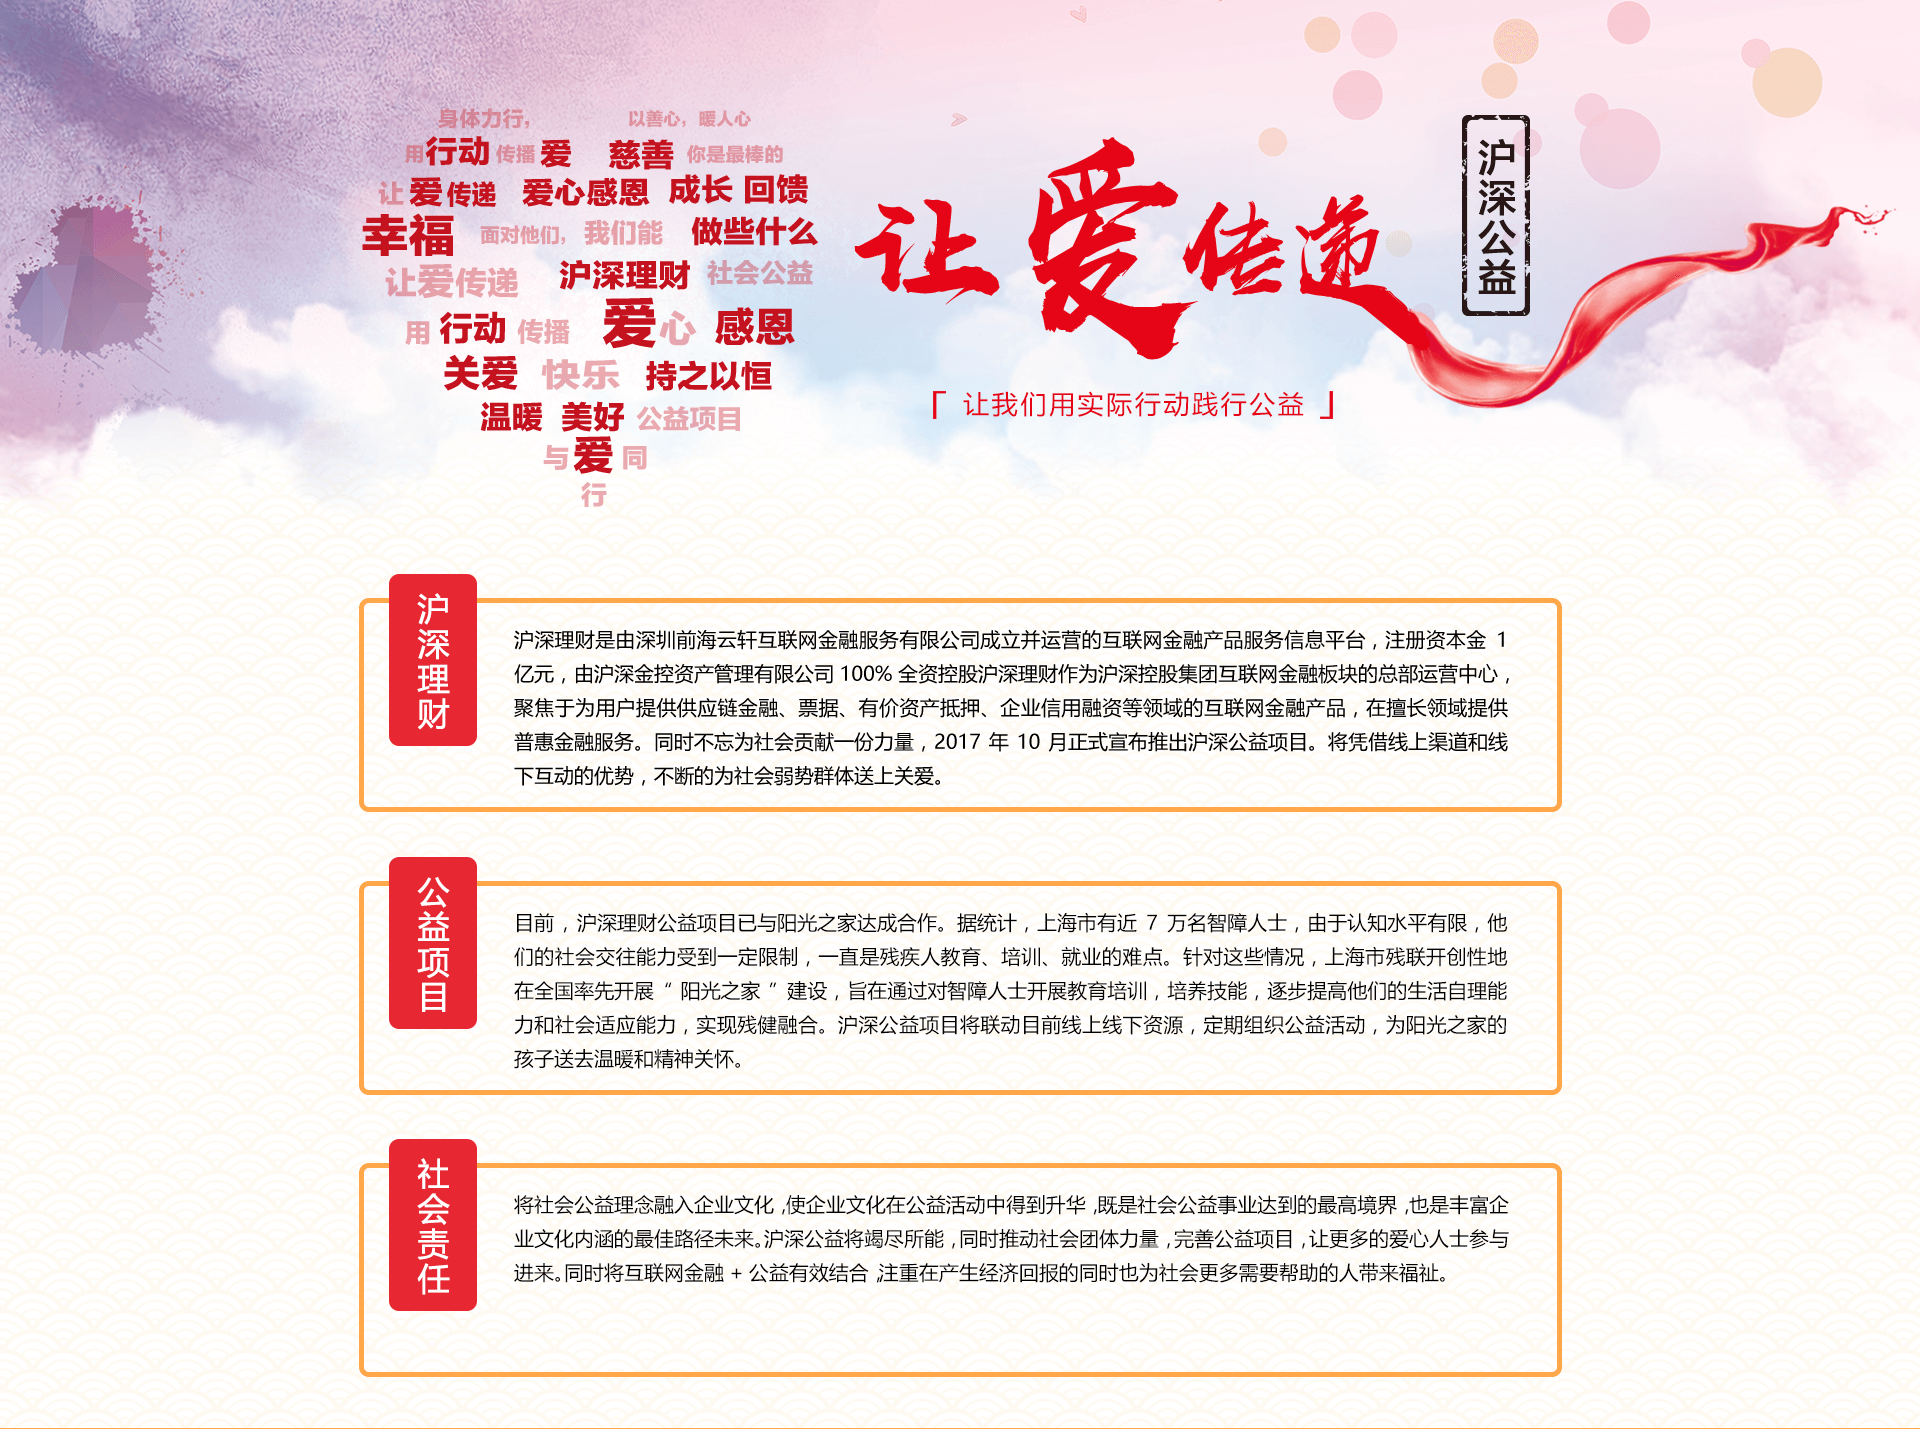 身体力行， 以善心，暖人心
用 行动 传播 爱 慈善 你是最棒的
让 爱 传递 爱心感恩 成长 回馈
幸福 面对他们， 我们能 做些什么
让爱传递 沪深理财 社会公益
用 行动 传播 爱心 感恩
关爱 快乐 持之以恒
温暖 美好 公益项目
与 爱 同
行
让爱传递
沪深公益
「 让我们用实际行动践行公益 」
沪深理财
沪深理财是由深圳前海云轩互联网金融服务有限公司成立并运营的互联网金融产品服务信息平台，注册资本金 1
亿元，由沪深金控资产管理有限公司 100% 全资控股沪深理财作为沪深控股集团互联网金融板块的总部运营中心，
聚焦于为用户提供供应链金融、票据、有价资产抵押、企业信用融资等领域的互联网金融产品，在擅长领域提供
普惠金融服务。同时不忘为社会贡献一份力量，2017 年 10 月正式宣布推出沪深公益项目。将凭借线上渠道和线
下互动的优势，不断的为社会弱势群体送上关爱。
公益项目
目前，沪深理财公益项目已与阳光之家达成合作。据统计，上海市有近 7 万名智障人士，由于认知水平有限，他
们的社会交往能力受到一定限制，一直是残疾人教育、培训、就业的难点。针对这些情况，上海市残联开创性地
在全国率先开展“ 阳光之家 ”建设，旨在通过对智障人士开展教育培训，培养技能，逐步提高他们的生活自理能
力和社会适应能力，实现残健融合。沪深公益项目将联动目前线上线下资源，定期组织公益活动，为阳光之家的
孩子送去温暖和精神关怀。
社会责任
将社会公益理念融入企业文化，使企业文化在公益活动中得到升华，既是社会公益事业达到的最高境界，也是丰富企
业文化内涵的最佳路径未来。沪深公益将竭尽所能，同时推动社会团体力量，完善公益项目，让更多的爱心人士参与
进来。同时将互联网金融 + 公益有效结合，注重在产生经济回报的同时也为社会更多需要帮助的人带来福祉。